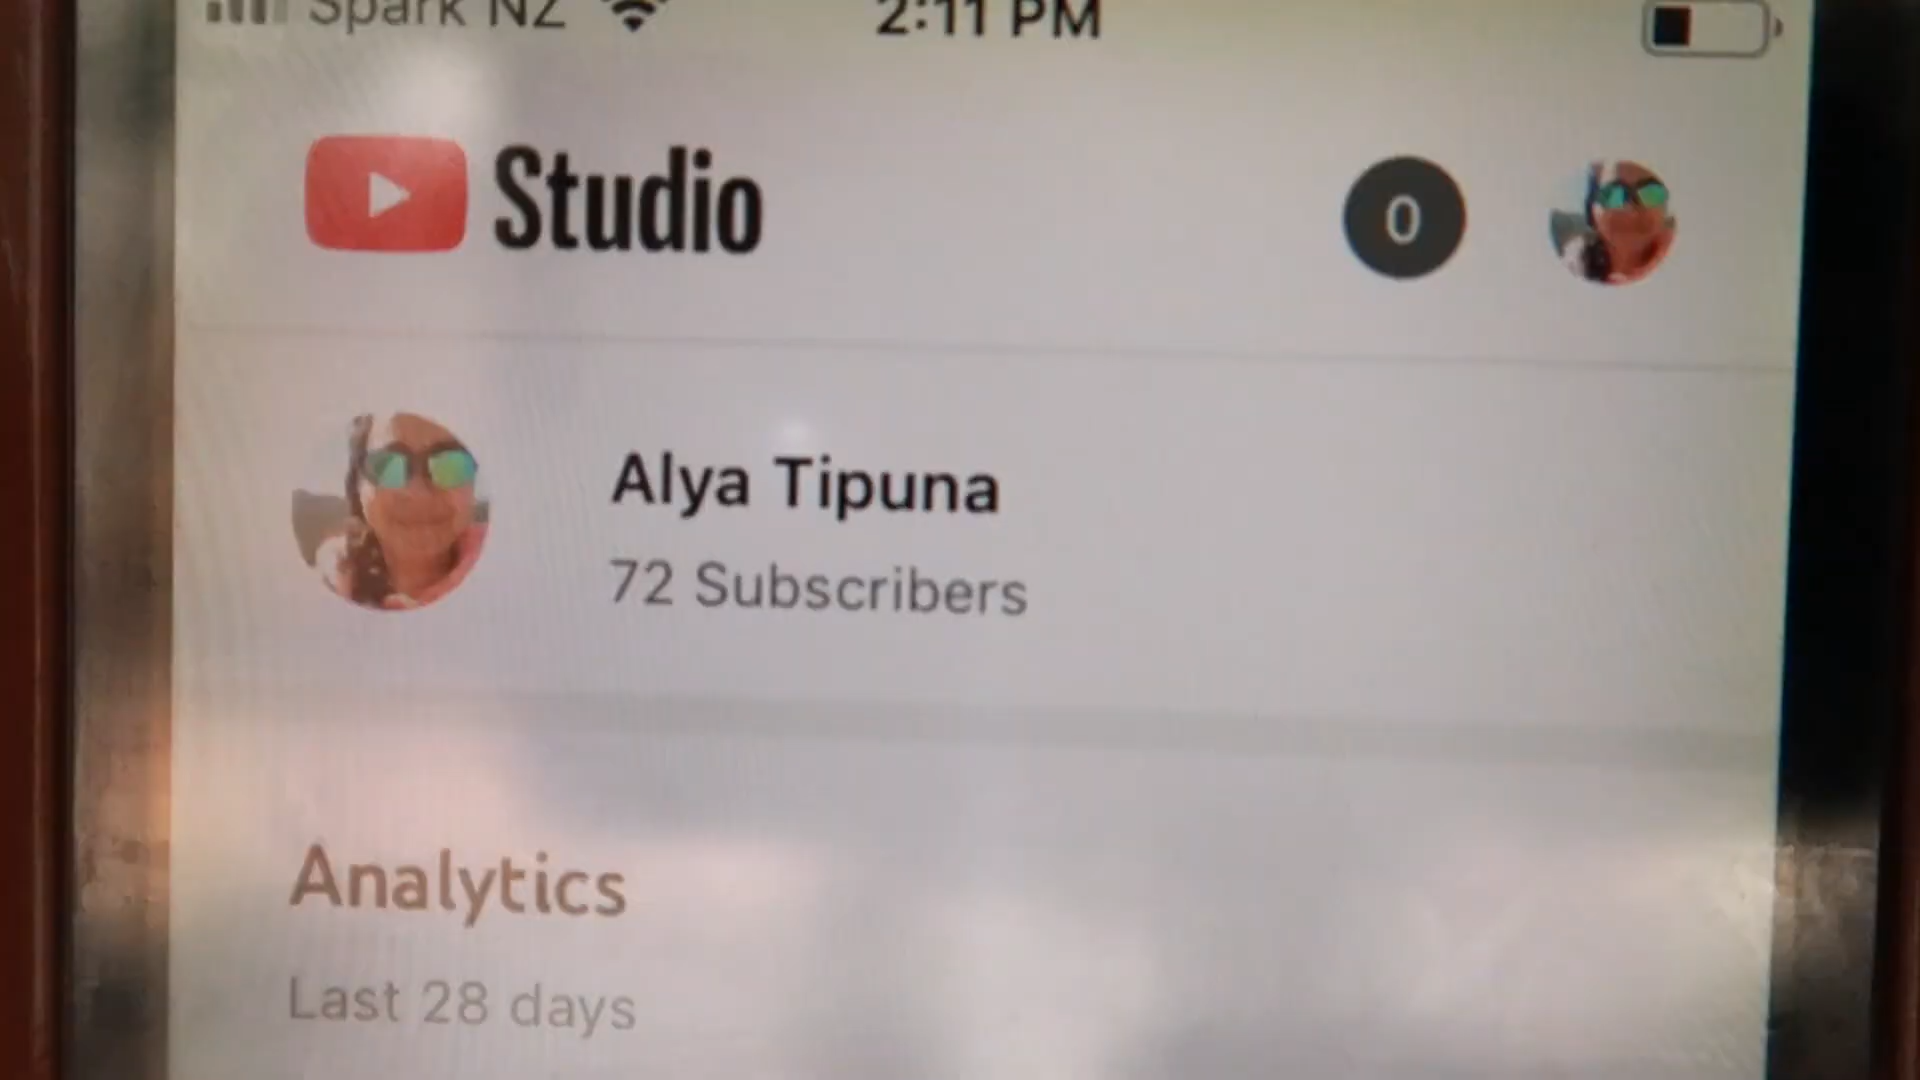 Spark NZ 2:11 PM
Studio 0
Alya Tipuna
72 Subscribers
Analytics
Last 28 days